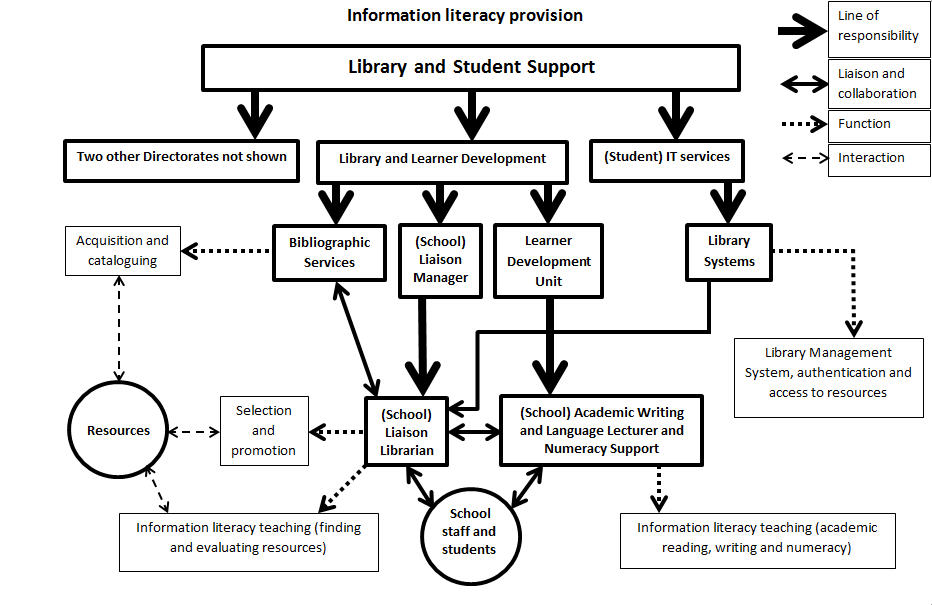 Information literacy provision
Line of
responsibility
Library and Student Support
Liaison and
collaboration
Function
Interaction
Two other Directorates not shown
Library and Learner Development
(Student) IT services
Acquisition and
cataloguing
Bibliographic
Services
(School)
Liaison
Manager
Learner
Development
Unit
Library
Systems
Library Management
System, authentication and
access to resources
Resources
Selection
and
promotion
(School)
Liaison
Librarian
(School) Academic Writing
and Language Lecturer and
Numeracy Support
Information literacy teaching (finding
and evaluating resources)
School
staff and
students
Information literacy teaching (academic
reading, writing and numeracy)